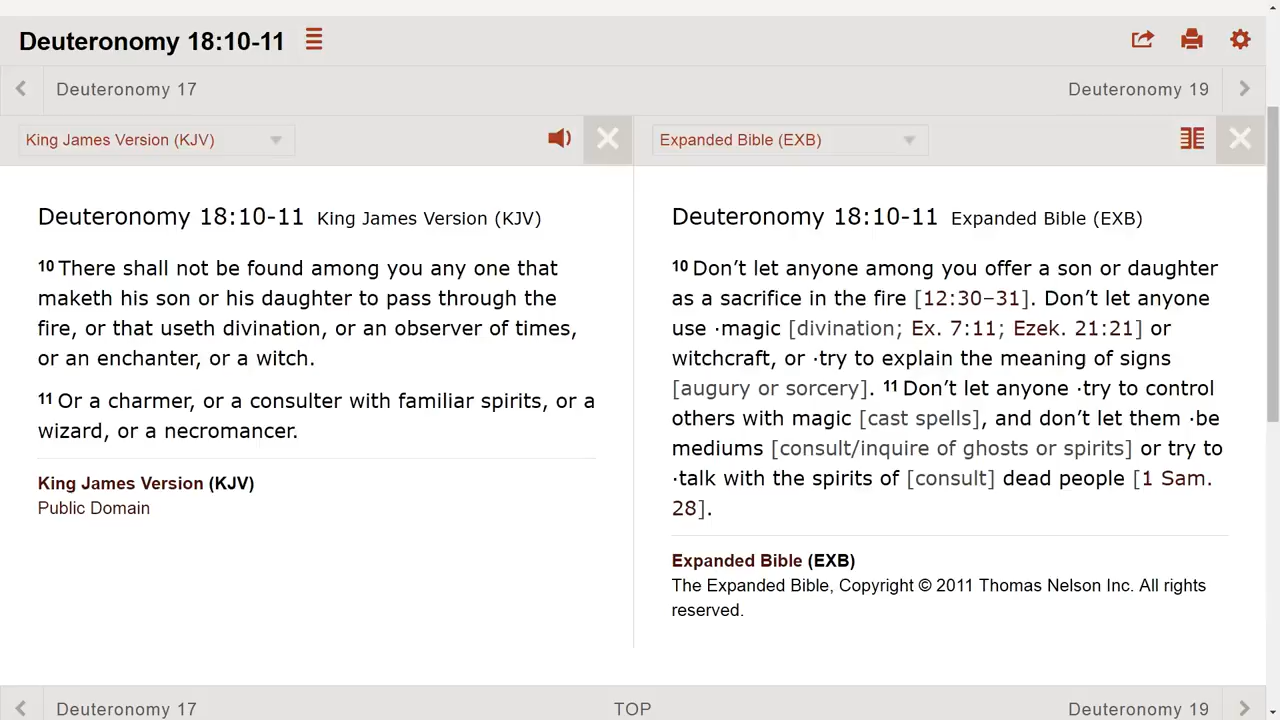 Deuteronomy 18:10-11
Deuteronomy 17
Deuteronomy 19
King James Version (KJV)
Expanded Bible (EXB)
Deuteronomy 18:10-11 King James Version (KJV)
10 There shall not be found among you any one that
maketh his son or his daughter to pass through the
fire, or that useth divination, or an observer of times,
or an enchanter, or a witch.
11 Or a charmer, or a consulter with familiar spirits, or a
wizard, or a necromancer.
King James Version (KJV)
Public Domain
Deuteronomy 18:10-11 Expanded Bible (EXB)
10 Don’t let anyone among you offer a son or daughter
as a sacrifice in the fire [12:30–31]. Don’t let anyone
use ·magic [divination; Ex. 7:11; Ezek. 21:21] or
witchcraft, or ·try to explain the meaning of signs
[augury or sorcery]. 11 Don’t let anyone ·try to control
others with magic [cast spells], and don’t let them ·be
mediums [consult/inquire of ghosts or spirits] or try to
·talk with the spirits of [consult] dead people [1 Sam.
28].
Expanded Bible (EXB)
The Expanded Bible, Copyright © 2011 Thomas Nelson Inc. All rights
reserved.
Deuteronomy 17
TOP
Deuteronomy 19